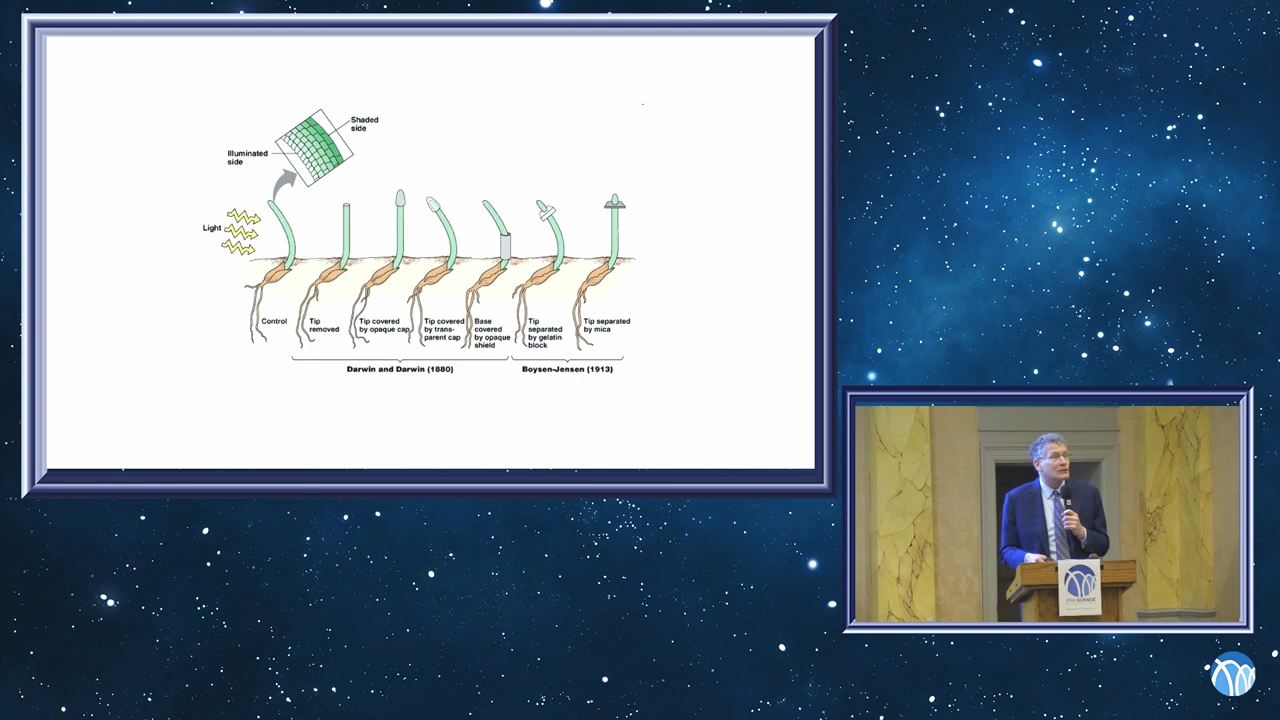 Shaded
side
Illuminated
side
Light
Control
Tip
removed
Tip covered
by opaque cap
Tip covered
by trans-
parent cap
Base
covered
by opaque
shield
Tip
separated
by gelatin
block
Tip separated
by mica
Darwin and Darwin (1880)
Boysen-Jensen (1913)